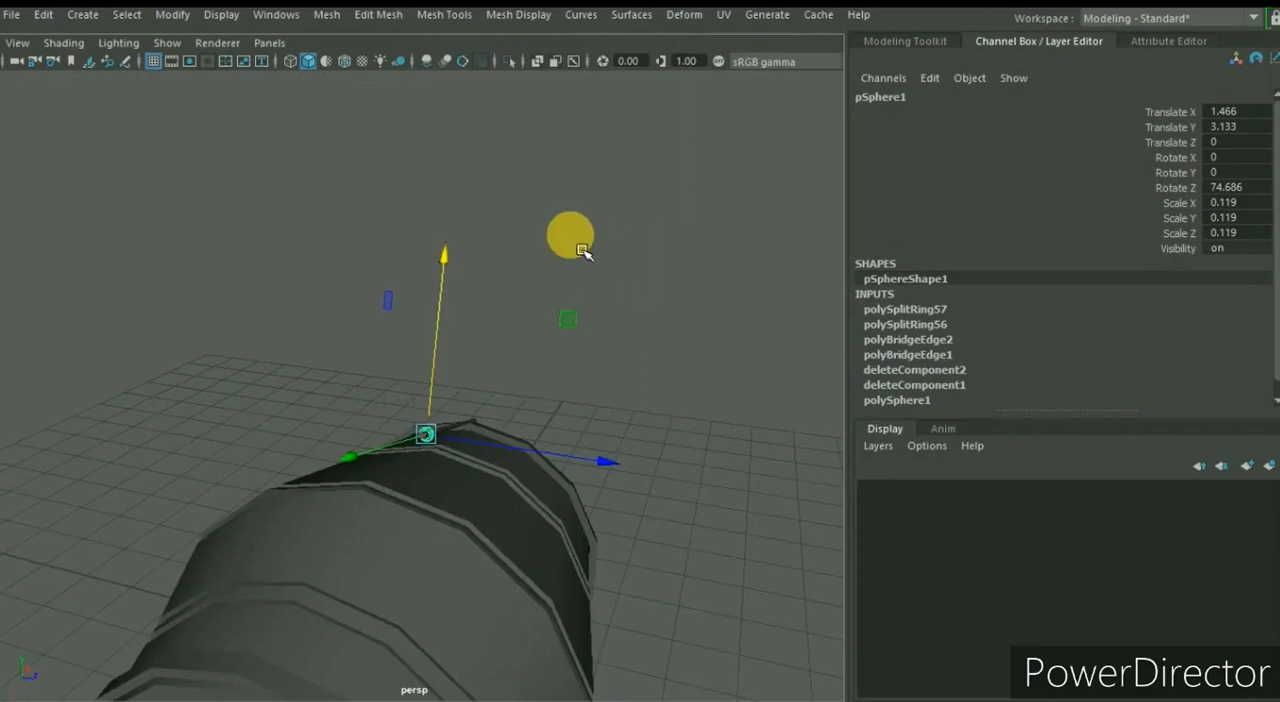 File Edit Create Select Modify Display Windows Mesh Edit Mesh Mesh Tools Mesh Display Curves Surfaces Deform UV Generate Cache Help
Workspace : Modeling - Standard*
View Shading Lighting Show Renderer Panels
0.00 1.00 sRGB gamma
Modeling Toolkit Channel Box / Layer Editor Attribute Editor
Channels Edit Object Show
pSphere1
Translate X 1.466
Translate Y 3.133
Translate Z 0
Rotate X 0
Rotate Y 0
Rotate Z 74.686
Scale X 0.119
Scale Y 0.119
Scale Z 0.119
Visibility on
SHAPES
pSphereShape1
INPUTS
polySplitRing57
polySplitRing56
polyBridgeEdge2
polyBridgeEdge1
deleteComponent2
deleteComponent1
polySphere1
Display Anim
Layers Options Help
persp
PowerDirector